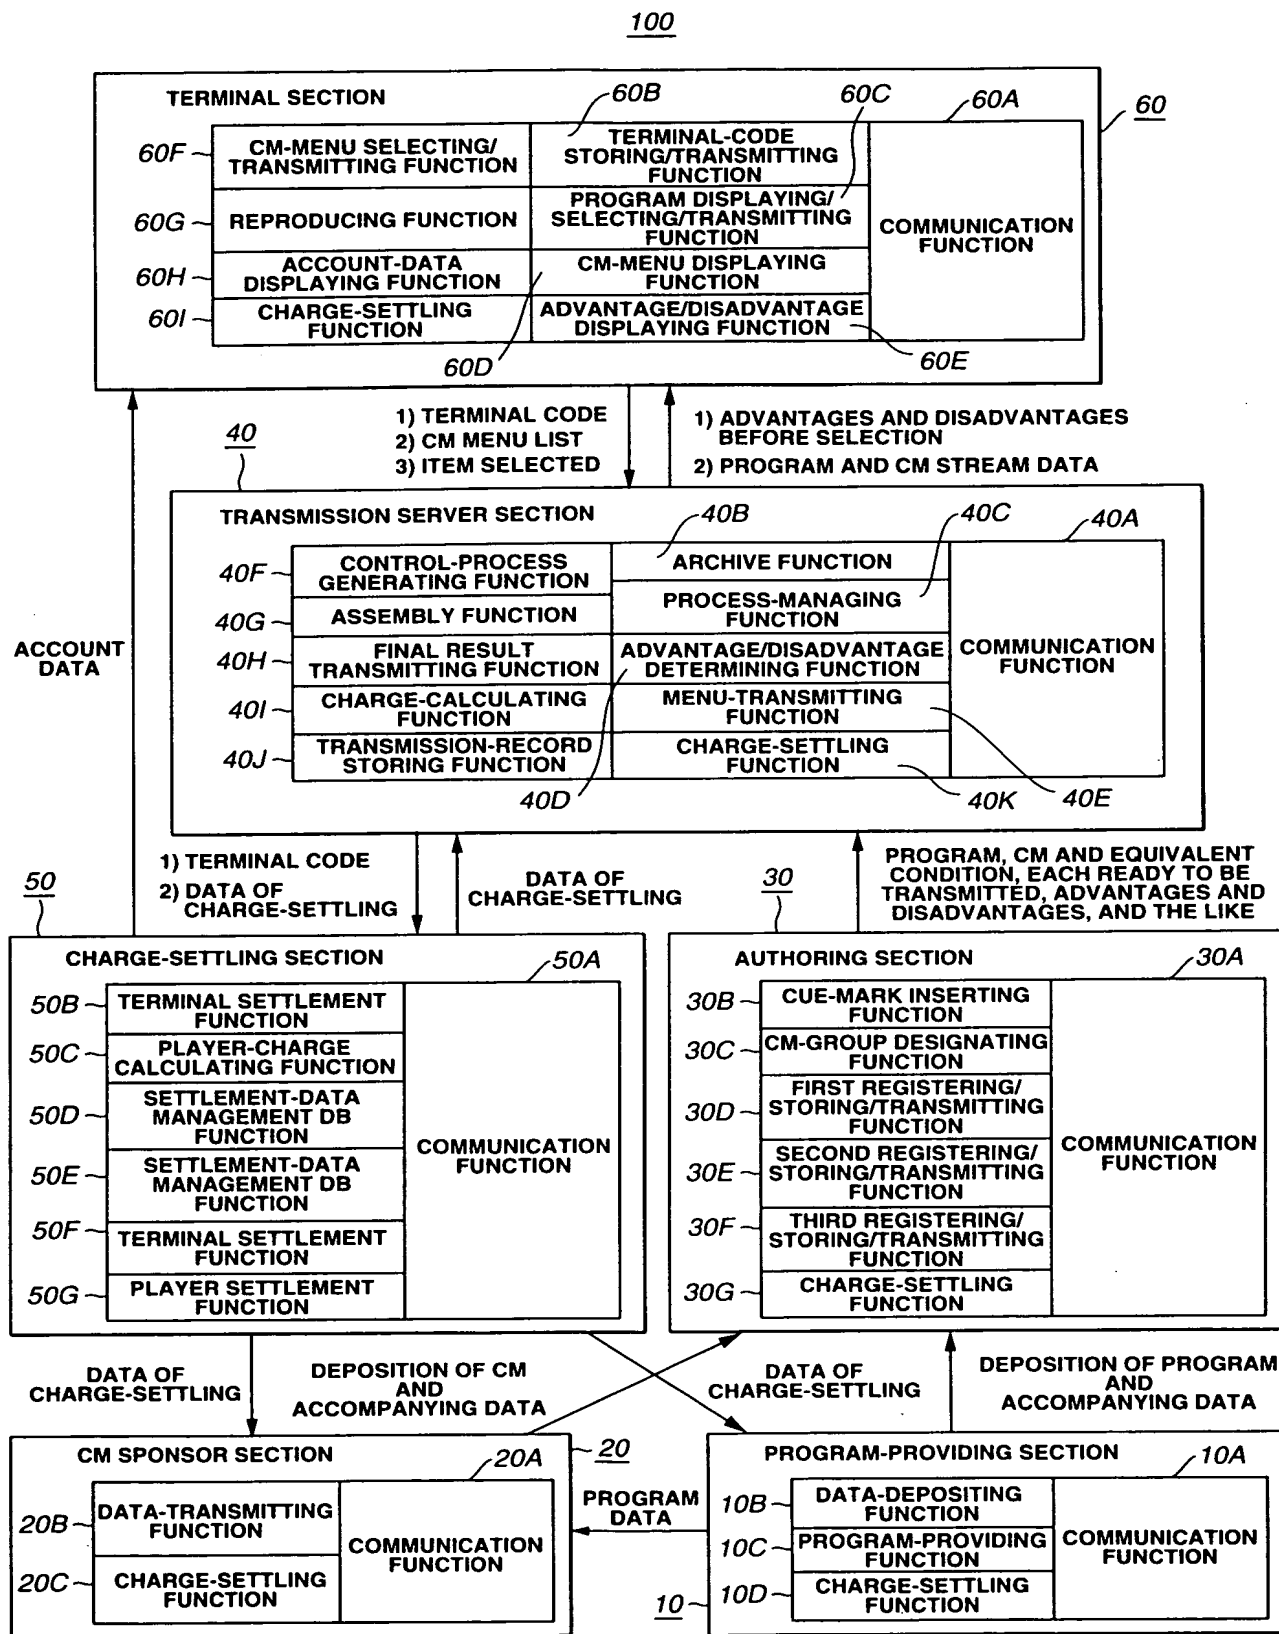 100
TERMINAL SECTION
60
60B
60C
60A
60F
CM-MENU SELECTING/
TRANSMITTING FUNCTION
TERMINAL-CODE
STORING/TRANSMITTING
FUNCTION
60G
REPRODUCING FUNCTION
PROGRAM DISPLAYING/
SELECTING/TRANSMITTING
FUNCTION
COMMUNICATION
FUNCTION
60H
ACCOUNT-DATA
DISPLAYING FUNCTION
CM-MENU DISPLAYING
FUNCTION
60I
CHARGE-SETTLING
FUNCTION
ADVANTAGE/DISADVANTAGE
DISPLAYING FUNCTION
60D
60E
ACCOUNT
DATA
1) TERMINAL CODE
2) CM MENU LIST
3) ITEM SELECTED
1) ADVANTAGES AND DISADVANTAGES
BEFORE SELECTION
2) PROGRAM AND CM STREAM DATA
40
TRANSMISSION SERVER SECTION
40B
40C
40A
40F
CONTROL-PROCESS
GENERATING FUNCTION
ARCHIVE FUNCTION
40G
ASSEMBLY FUNCTION
PROCESS-MANAGING
FUNCTION
40H
FINAL RESULT
TRANSMITTING FUNCTION
ADVANTAGE/DISADVANTAGE
DETERMINING FUNCTION
COMMUNICATION
FUNCTION
40I
CHARGE-CALCULATING
FUNCTION
MENU-TRANSMITTING
FUNCTION
40J
TRANSMISSION-RECORD
STORING FUNCTION
CHARGE-SETTLING
FUNCTION
40D
40K
40E
1) TERMINAL CODE
2) DATA OF
CHARGE-SETTLING
DATA OF
CHARGE-SETTLING
PROGRAM, CM AND EQUIVALENT
CONDITION, EACH READY TO BE
TRANSMITTED, ADVANTAGES AND
DISADVANTAGES, AND THE LIKE
50
CHARGE-SETTLING SECTION
50A
50B
TERMINAL SETTLEMENT
FUNCTION
50C
PLAYER-CHARGE
CALCULATING FUNCTION
50D
SETTLEMENT-DATA
MANAGEMENT DB
FUNCTION
50E
SETTLEMENT-DATA
MANAGEMENT DB
FUNCTION
50F
TERMINAL SETTLEMENT
FUNCTION
50G
PLAYER SETTLEMENT
FUNCTION
COMMUNICATION
FUNCTION
30
AUTHORING SECTION
30A
30B
CUE-MARK INSERTING
FUNCTION
30C
CM-GROUP DESIGNATING
FUNCTION
30D
FIRST REGISTERING/
STORING/TRANSMITTING
FUNCTION
30E
SECOND REGISTERING/
STORING/TRANSMITTING
FUNCTION
30F
THIRD REGISTERING/
STORING/TRANSMITTING
FUNCTION
30G
CHARGE-SETTLING
FUNCTION
COMMUNICATION
FUNCTION
DATA OF
CHARGE-SETTLING
DEPOSITION OF CM
AND
ACCOMPANYING DATA
DATA OF
CHARGE-SETTLING
DEPOSITION OF PROGRAM
AND
ACCOMPANYING DATA
CM SPONSOR SECTION
20
20A
20B
DATA-TRANSMITTING
FUNCTION
20C
CHARGE-SETTLING
FUNCTION
COMMUNICATION
FUNCTION
PROGRAM
DATA
PROGRAM-PROVIDING SECTION
10A
10B
DATA-DEPOSITING
FUNCTION
10C
PROGRAM-PROVIDING
FUNCTION
10D
CHARGE-SETTLING
FUNCTION
COMMUNICATION
FUNCTION
10